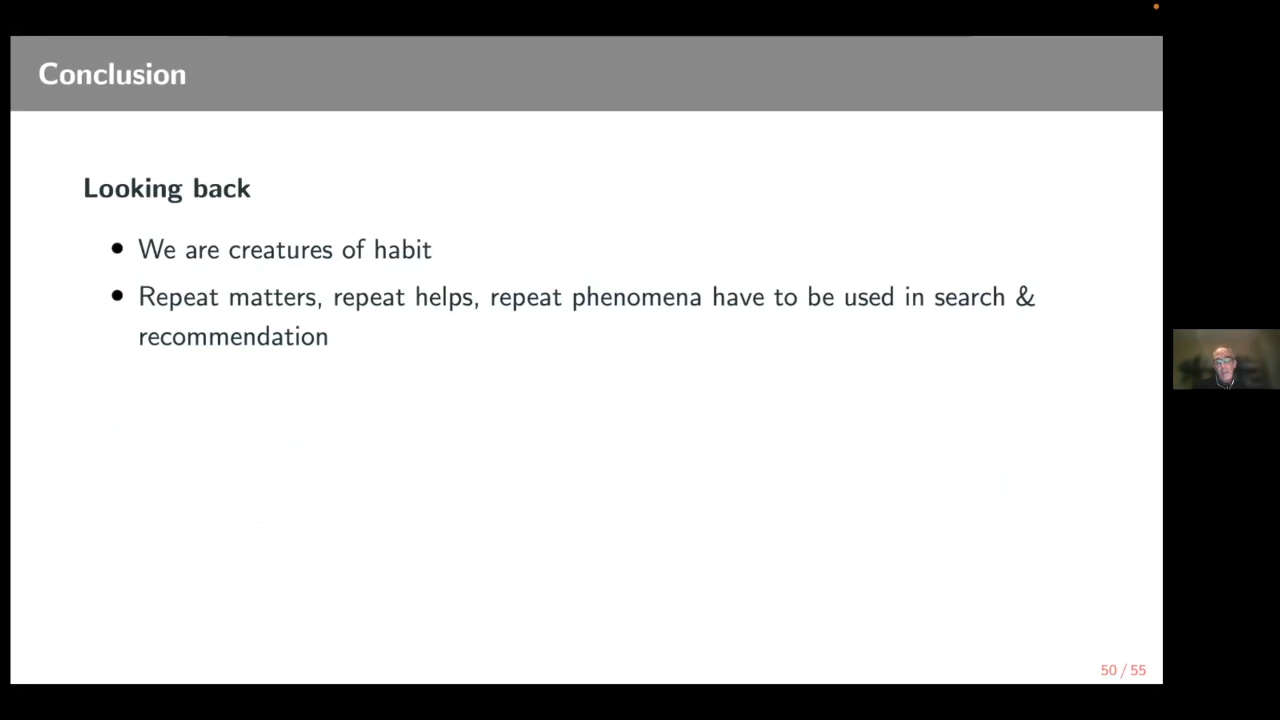 Conclusion
Looking back
• We are creatures of habit
• Repeat matters, repeat helps, repeat phenomena have to be used in search &
recommendation
50 / 55